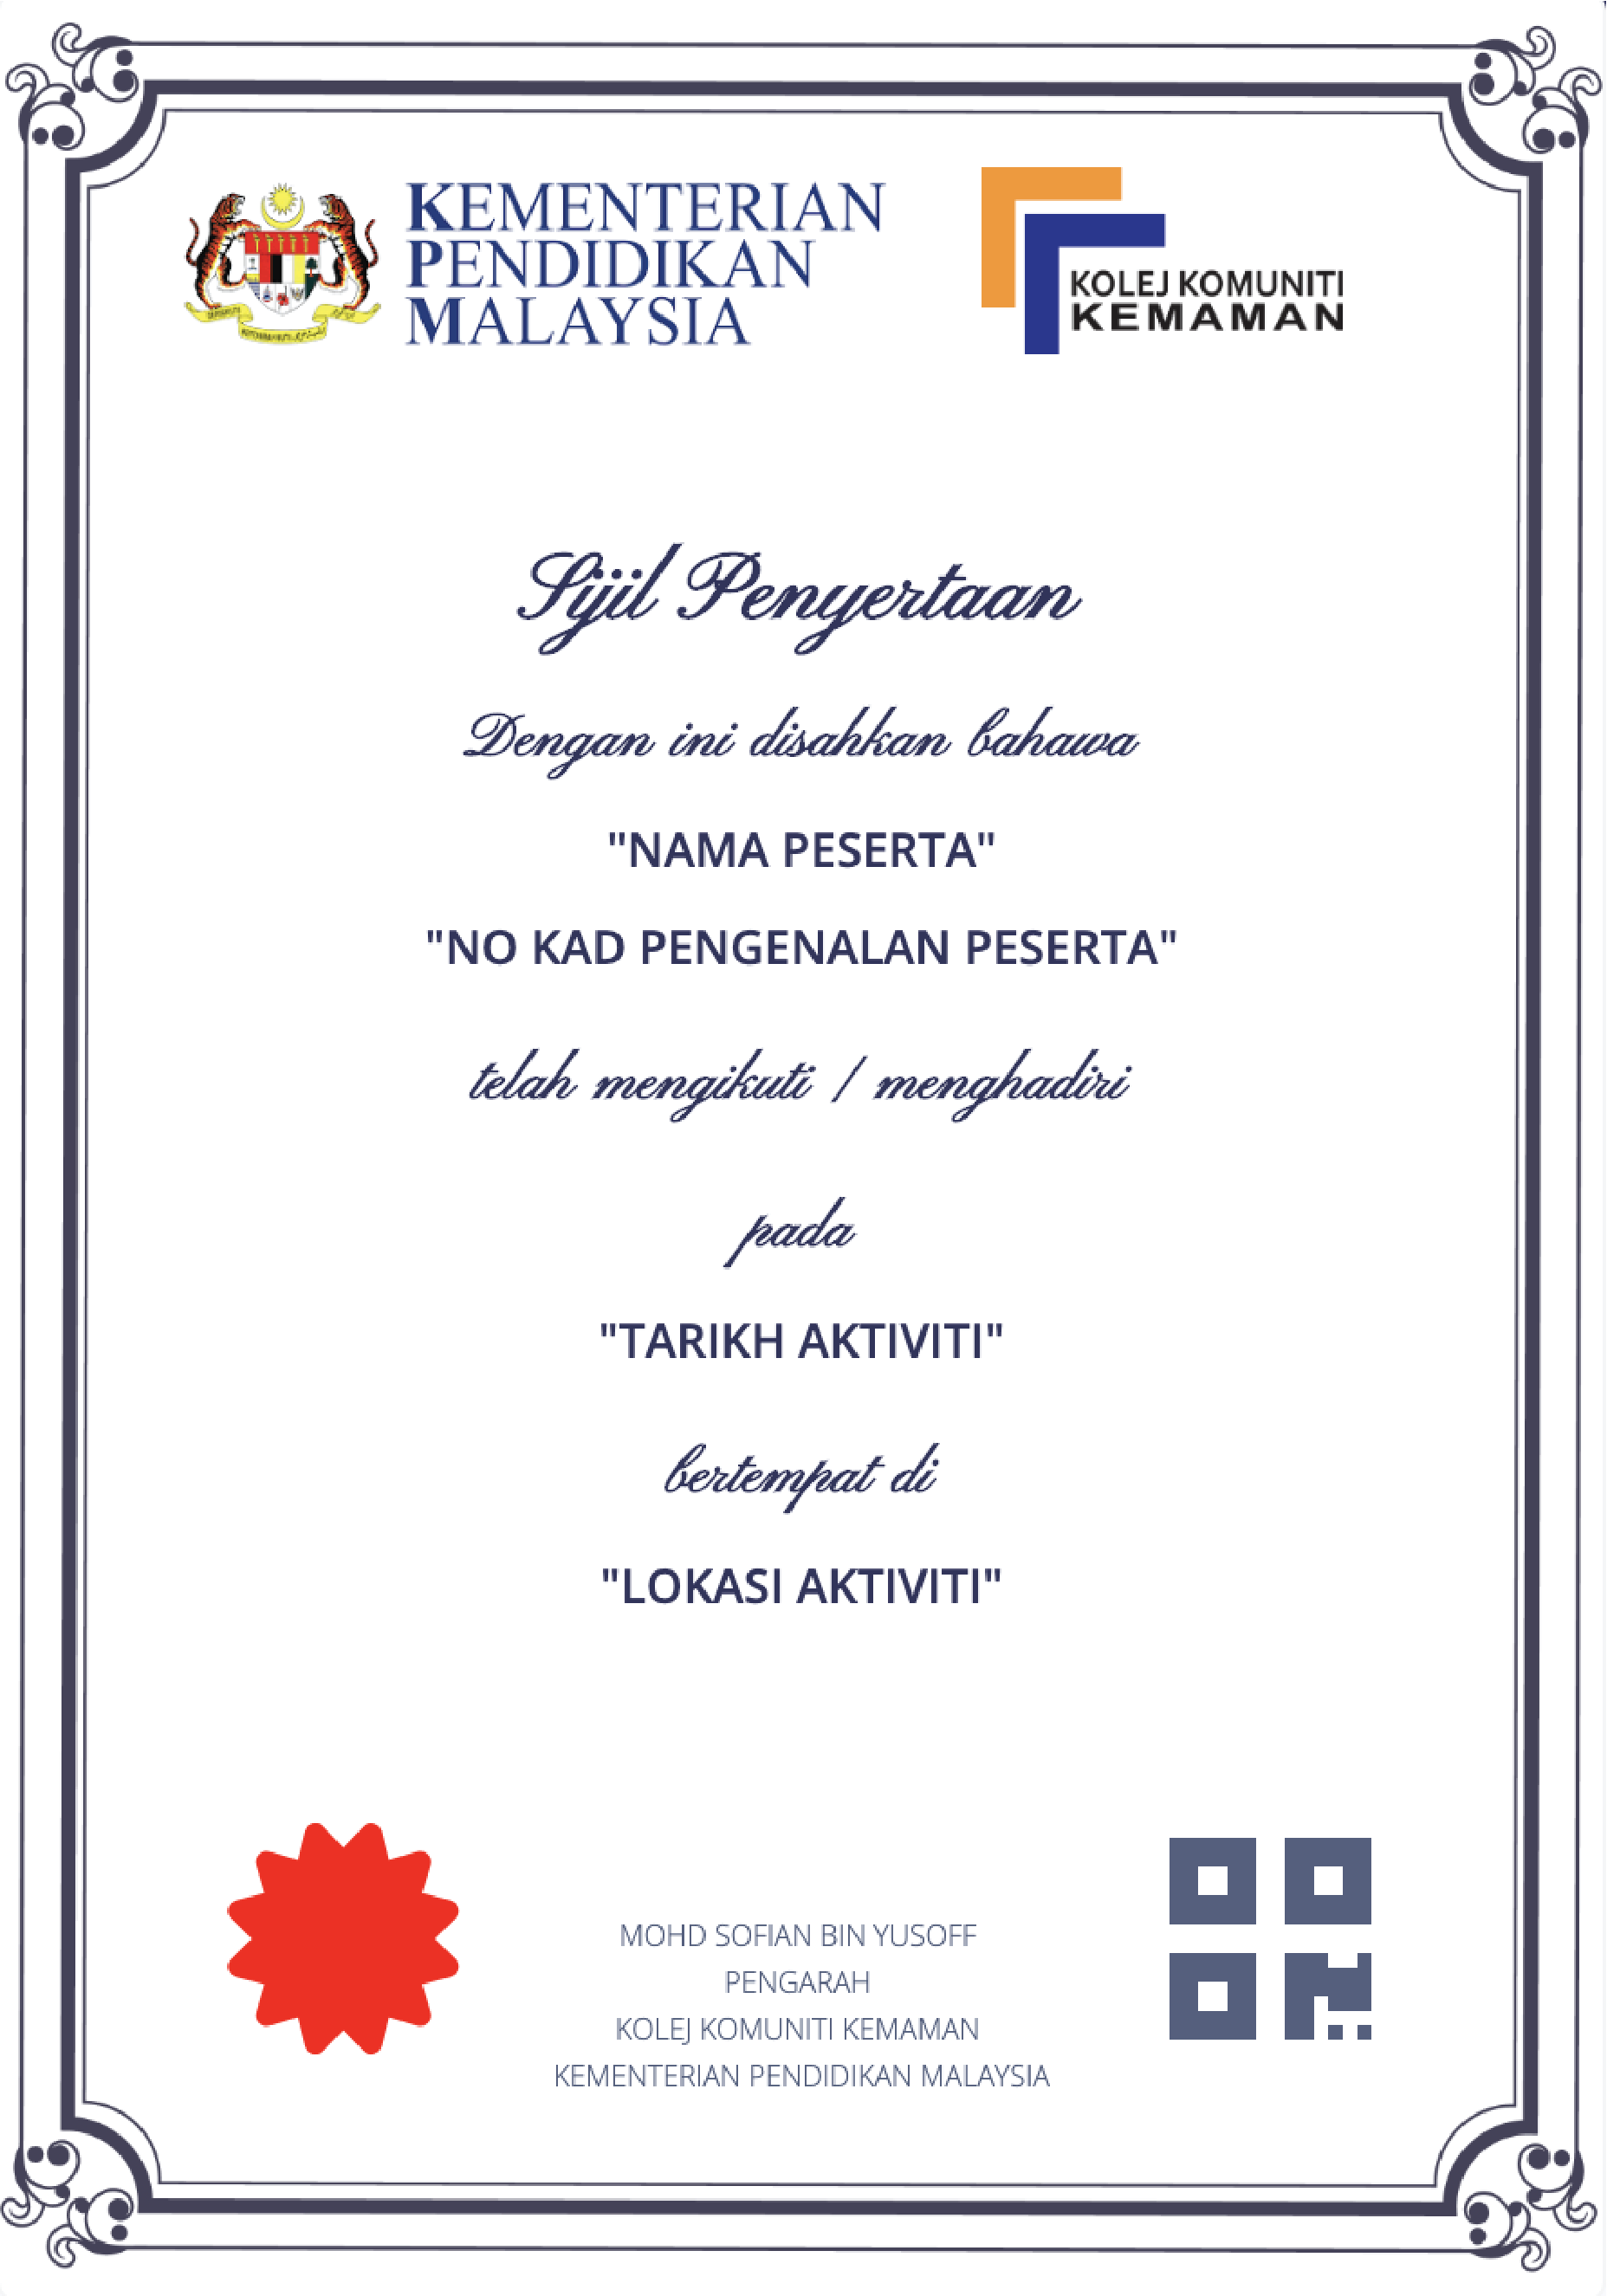 KEMENTERIAN
PENDIDIKAN
MALAYSIA
KOLEJ KOMUNITI
KEMAMAN
Sijil Penyertaan
Dengan ini disahkan bahawa
"NAMA PESERTA"
"NO KAD PENGENALAN PESERTA"
telah mengikuti / menghadiri
pada
"TARIKH AKTIVITI"
bertempat di
"LOKASI AKTIVITI"
MOHD SOFIAN BIN YUSOFF
PENGARAH
KOLEJ KOMUNITI KEMAMAN
KEMENTERIAN PENDIDIKAN MALAYSIA